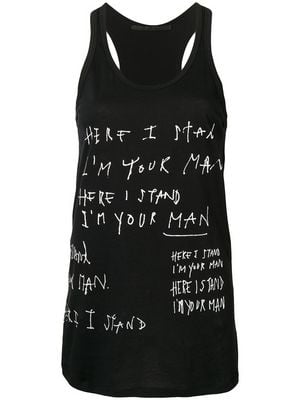 HERE I STAN
I'M YOUR MAN
HERE I STAND
I'M YOUR MAN
STAND
MAN.
HERE I STAND
I'M YOUR MAN
HERE I STAND
I'M YOUR MAN
RE I STAND